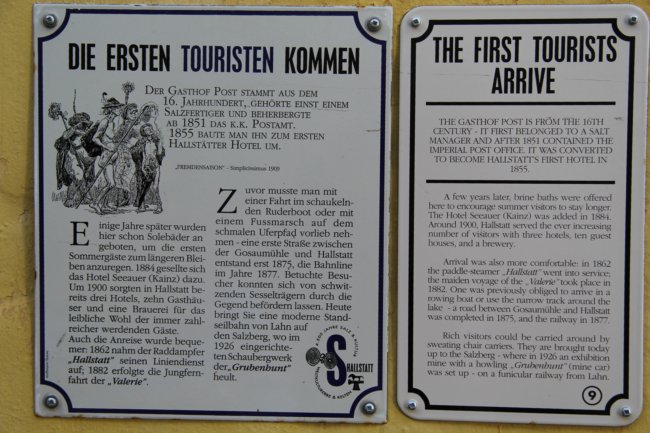 DIE ERSTEN TOURISTEN KOMMEN
DER GASTHOF POST STAMMT AUS DEM
16. JAHRHUNDERT, GEHÖRTE EINST EINEM
SALZFERTIGER UND BEHERBERGTE
AB 1851 DAS K.K. POSTAMT.
1855 BAUTE MAN IHN ZUM ERSTEN
HALLSTÄTTER HOTEL UM.
„FREMDENSAISON" - Simplicissimus 1909
Einige Jahre später wurden
hier schon Solebäder an-
geboten, um die ersten
Sommergäste zum längeren Blei-
ben anzuregen. 1884 gesellte sich
das Hotel Seeauer (Kainz) dazu.
Um 1900 sorgten in Hallstatt be-
reits drei Hotels, zehn Gasthäu-
ser und eine Brauerei für das
leibliche Wohl der immer zahl-
reicher werdenden Gäste.
Auch die Anreise wurde beque-
mer: 1862 nahm der Raddampfer
„Hallstatt" seinen Liniendienst
auf; 1882 erfolgte die Jungfern-
fahrt der „Valerie".
Zuvor musste man mit
einer Fahrt im schaukeln-
den Ruderboot oder mit
einem Fussmarsch auf dem
schmalen Uferpfad vorlieb neh-
men - eine erste Straße zwischen
der Gosaumühle und Hallstatt
entstand erst 875, die Bahnlinie
im Jahre 1877. Betuchte Besu-
cher konnten sich von schwit-
zenden Sesselträgern durch die
Gegend befördern lassen. Heute
bringt Sie eine moderne Stand-
seilbahn von Lahn auf
den Salzberg, wo im
1926 eingerichte-
ten Schaubergwerk
der „Grubenhunt"
heult.
HALLSTATT
THE FIRST TOURISTS
ARRIVE
THE GASTHOF POST IS FROM THE 16TH
CENTURY - IT FIRST BELONGED TO A SALT
MANAGER AND AFTER 1851 CONTAINED THE
IMPERIAL POST OFFICE. IT WAS CONVERTED
TO BECOME HALLSTATT'S FIRST HOTEL IN
1855.
A few years later, brine baths were offered
here to encourage summer visitors to stay longer.
The Hotel Seeauer (Kainz) was added in 1884.
Around 1900, Hallstatt served the ever increasing
number of visitors with three hotels, ten guest
houses, and a brewery.
Arrival was also more comfortable: in 1862
the paddle-steamer „Hallstatt" went into service;
the maiden voyage of the „Valerie" took place in
1882. One was previously obliged to arrive in a
rowing boat or use the narrow track around the
lake - a road between Gosaumühle and Hallstatt
was completed in 1875, and the railway in 1877.
Rich visitors could be carried around by
sweating chair carriers. They are brought today
up to the Salzberg - where in 1926 an exhibition
mine with a howling „Grubenhunt" (mine car)
was set up - on a funicular railway from Lahn.
9